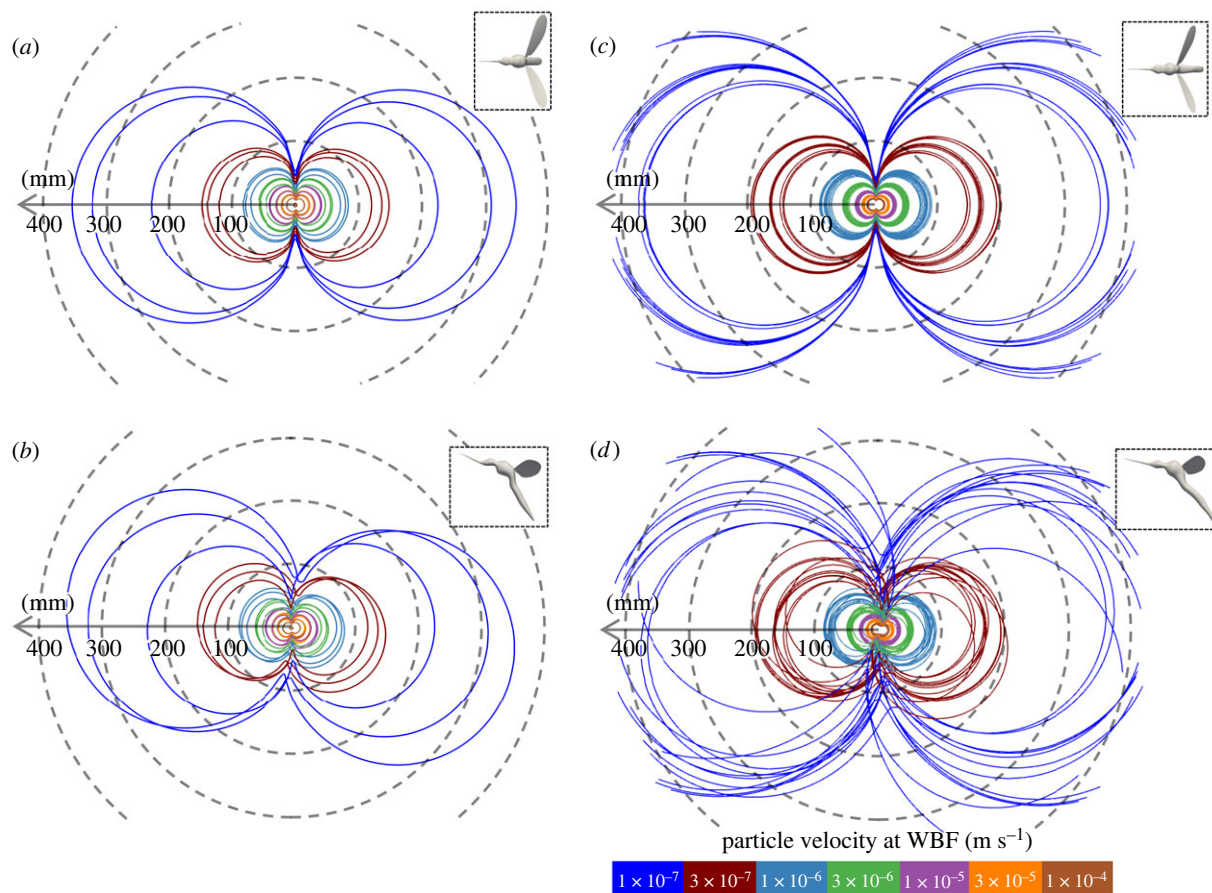 (a)
(mm)
400 300 200 100
(c)
(mm)
400 300 200 100
(b)
(mm)
400 300 200 100
(d)
(mm)
400 300 200 100
particle velocity at WBF (m s⁻¹)
1 × 10⁻⁷ 3 × 10⁻⁷ 1 × 10⁻⁶ 3 × 10⁻⁶ 1 × 10⁻⁵ 3 × 10⁻⁵ 1 × 10⁻⁴